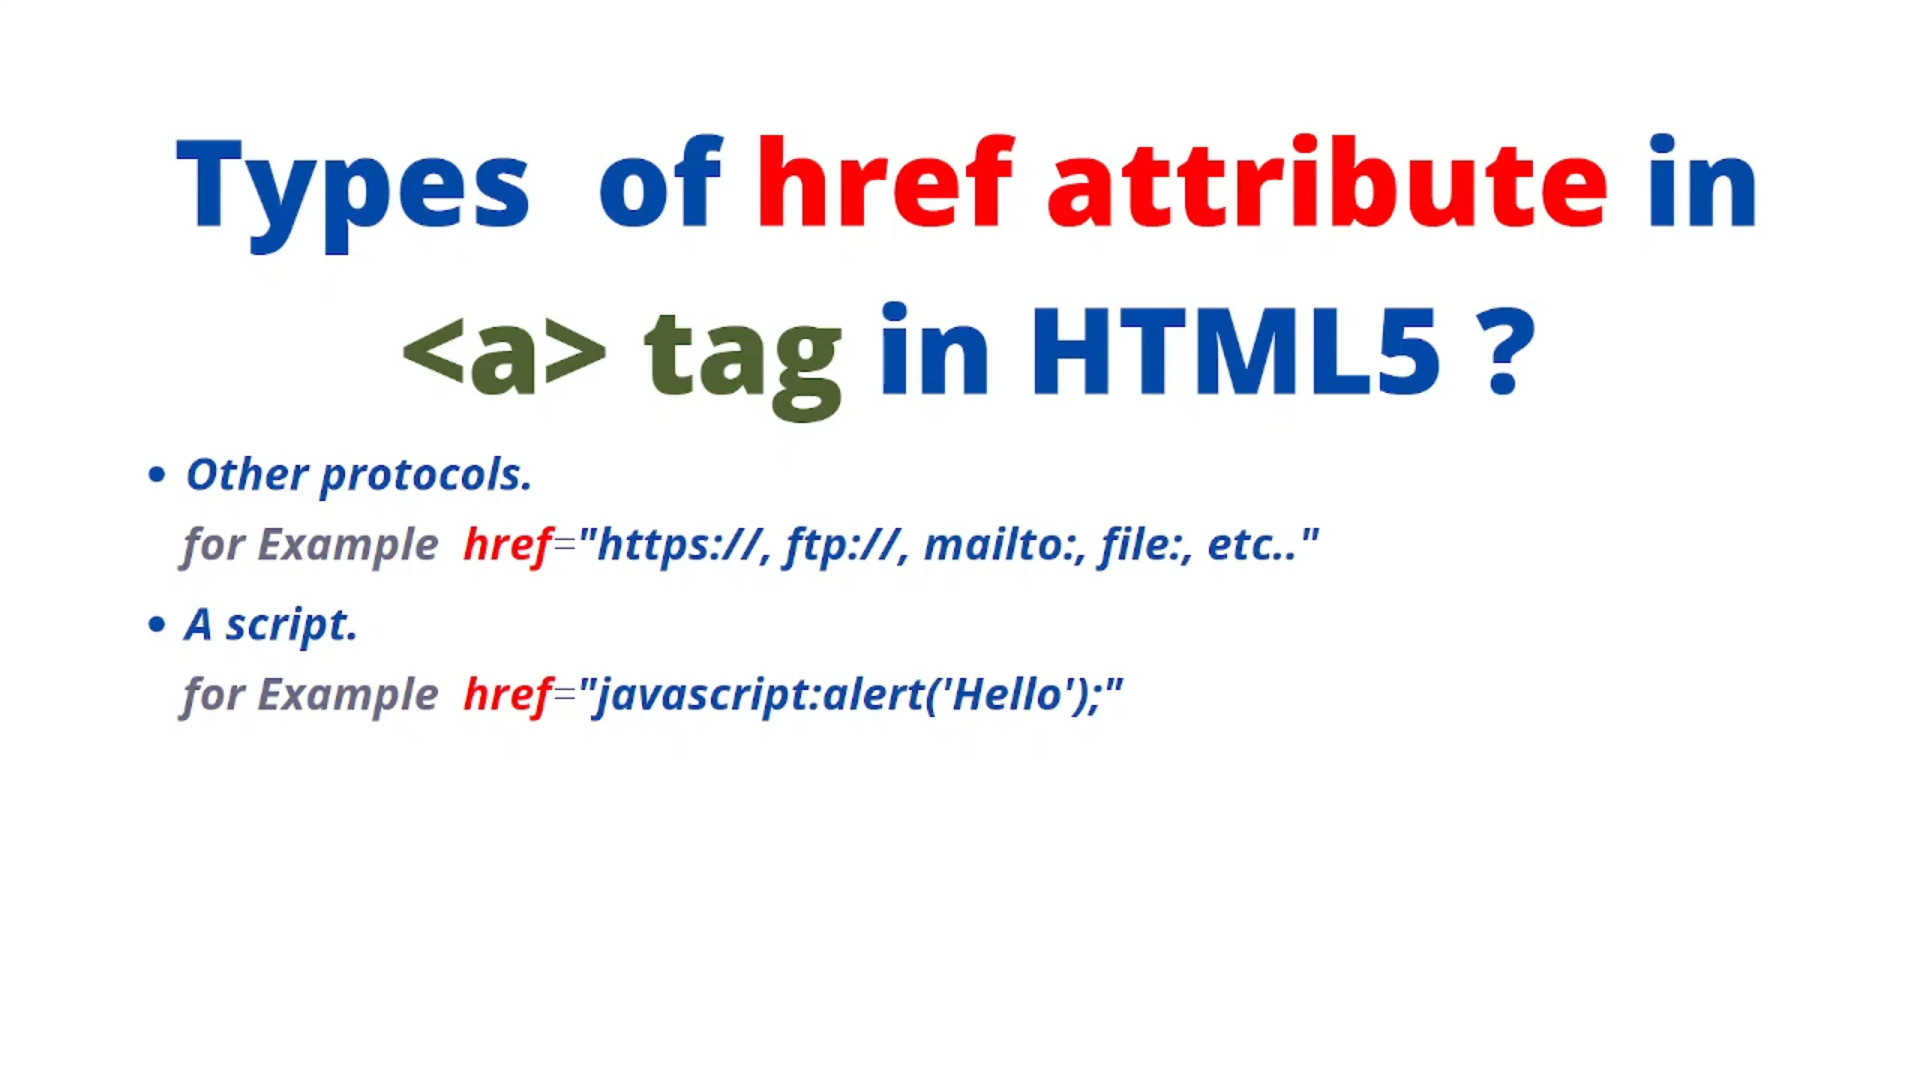 Types of href attribute in
<a> tag in HTML5 ?
• Other protocols.
for Example href="https://, ftp://, mailto:, file:, etc.."
• A script.
for Example href="javascript:alert('Hello');"